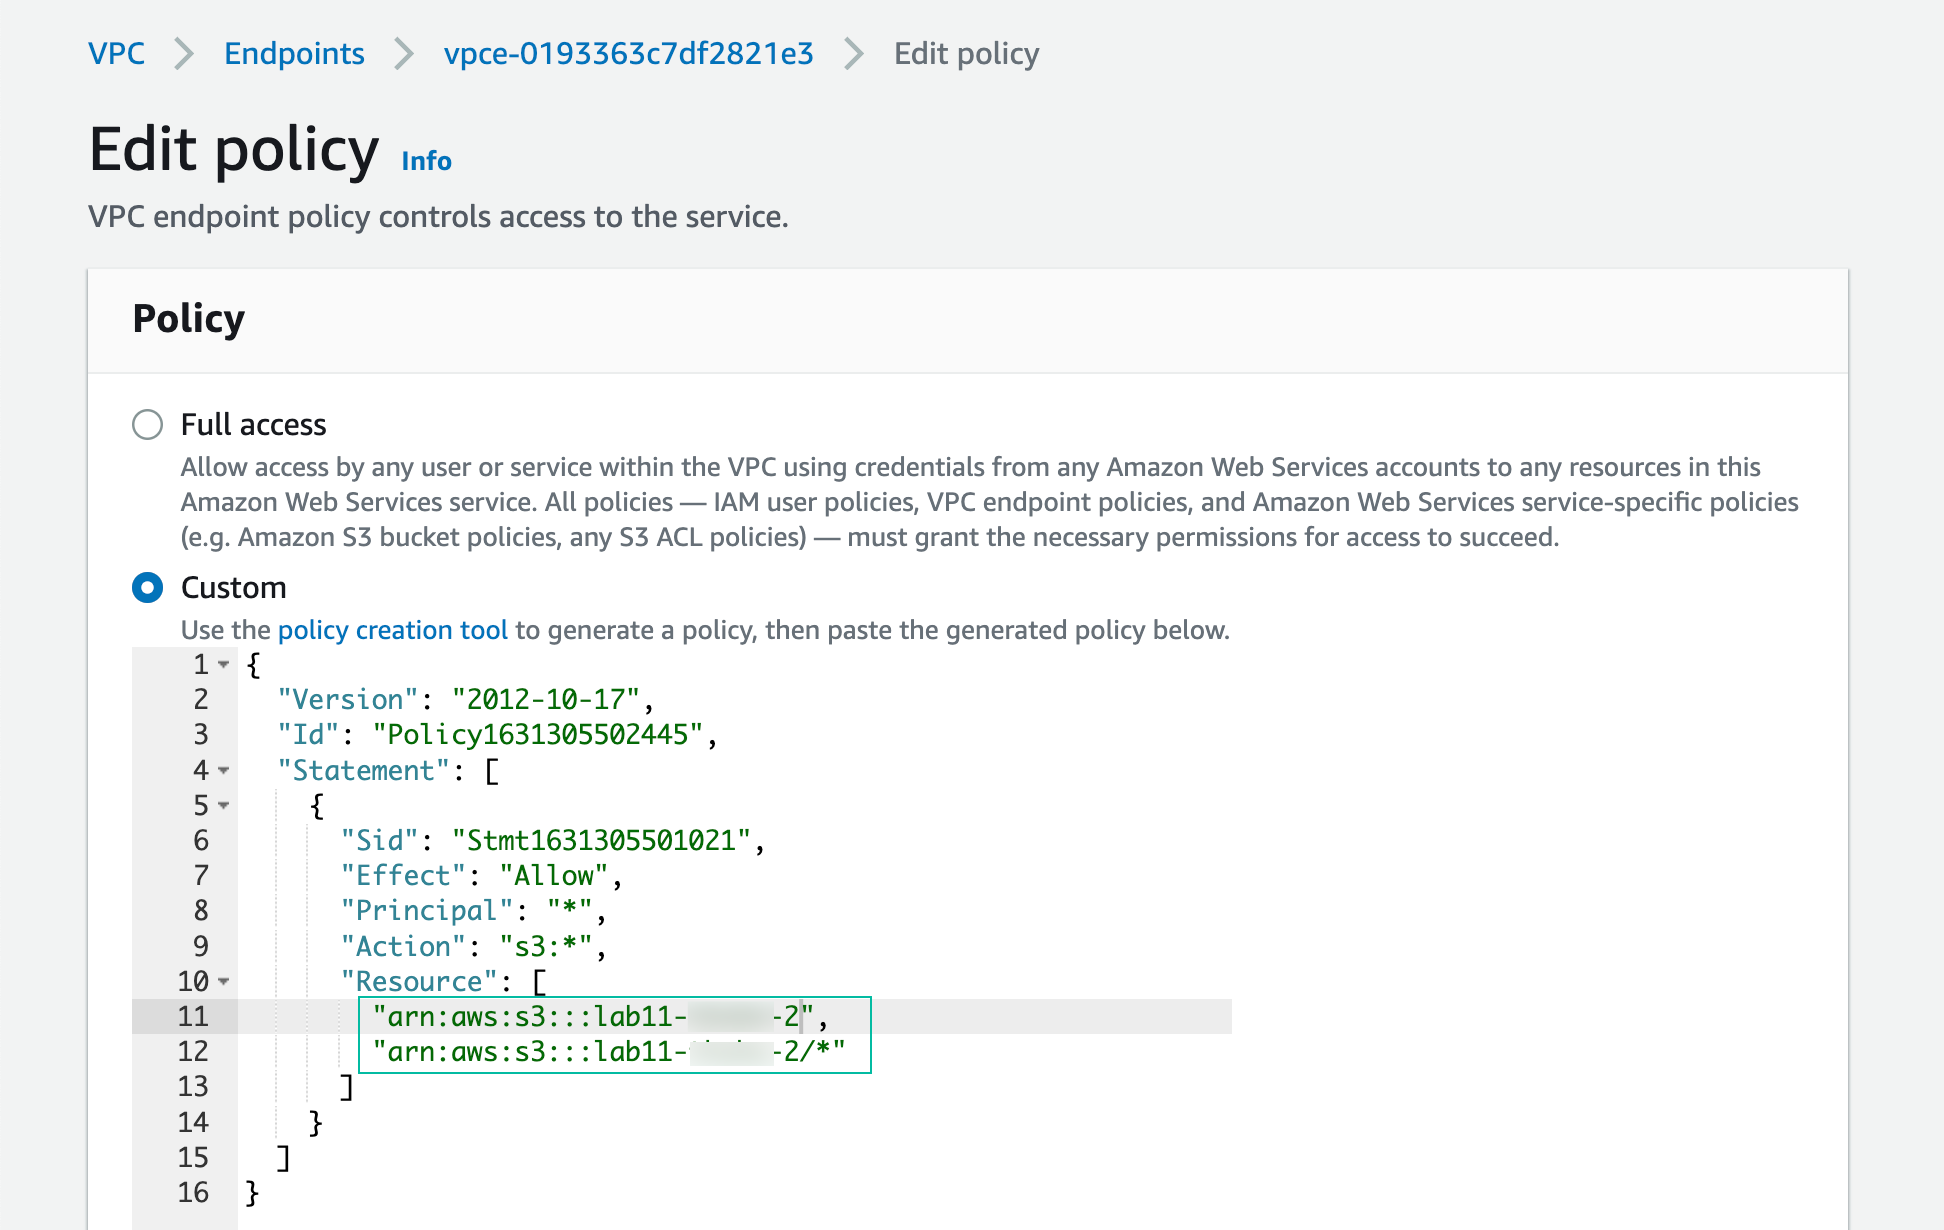 VPC > Endpoints > vpce-0193363c7df2821e3 > Edit policy
Edit policy Info
VPC endpoint policy controls access to the service.
Policy
Full access
Allow access by any user or service within the VPC using credentials from any Amazon Web Services accounts to any resources in this
Amazon Web Services service. All policies — IAM user policies, VPC endpoint policies, and Amazon Web Services service-specific policies
(e.g. Amazon S3 bucket policies, any S3 ACL policies) — must grant the necessary permissions for access to succeed.
Custom
Use the policy creation tool to generate a policy, then paste the generated policy below.
1 {
2 "Version": "2012-10-17",
3 "Id": "Policy1631305502445",
4 "Statement": [
5 {
6 "Sid": "Stmt1631305501021",
7 "Effect": "Allow",
8 "Principal": "*",
9 "Action": "s3:*",
10 "Resource": [
11 "arn:aws:s3:::lab11- -2",
12 "arn:aws:s3:::lab11- -2/*"
13 ]
14 }
15 ]
16 }